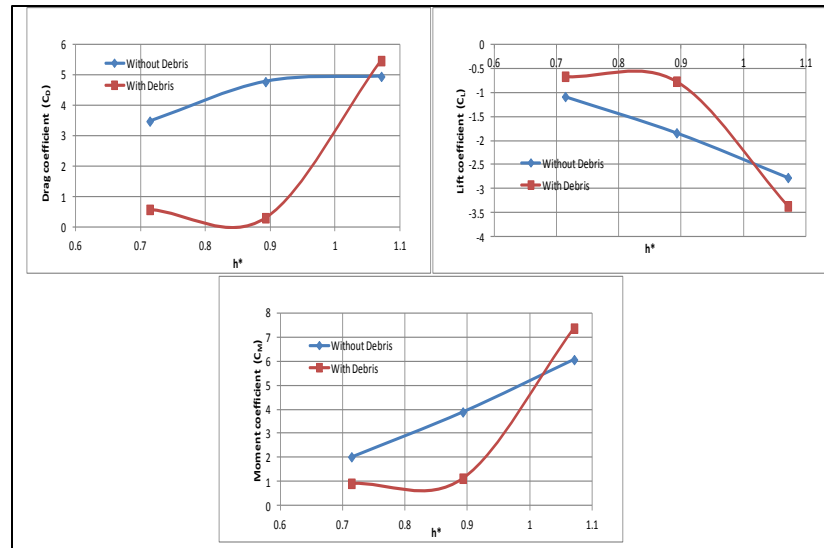 6
5
4
3
2
1
0
0.6 0.7 0.8 0.9 1 1.1
Drag coefficient (C_D)
h*
Without Debris
With Debris
0
-0.5
-1
-1.5
-2
-2.5
-3
-3.5
-4
0.6 0.7 0.8 0.9 1 1.1
Lift coefficient (C_L)
h*
Without Debris
With Debris
8
7
6
5
4
3
2
1
0
0.6 0.7 0.8 0.9 1 1.1
Moment coefficient (C_M)
h*
Without Debris
With Debris